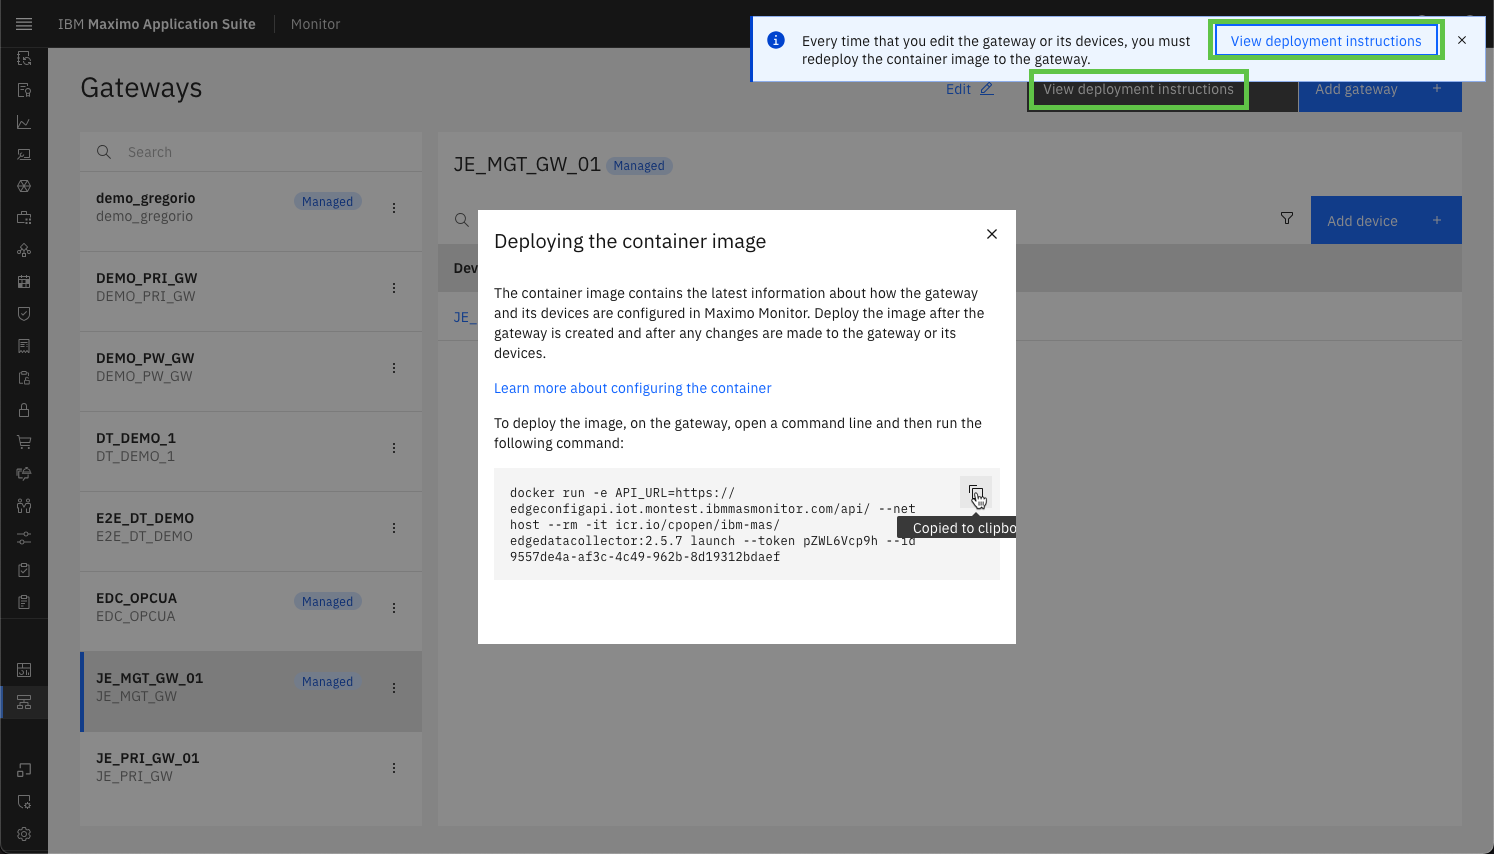 IBM Maximo Application Suite
Monitor
Every time that you edit the gateway or its devices, you must
redeploy the container image to the gateway.
View deployment instructions
Gateways
Edit
View deployment instructions
Add gateway +
Search
demo_gregorio
Managed
demo_gregorio
DEMO_PRI_GW
DEMO_PRI_GW
DEMO_PW_GW
DEMO_PW_GW
DT_DEMO_1
DT_DEMO_1
E2E_DT_DEMO
E2E_DT_DEMO
EDC_OPCUA
Managed
EDC_OPCUA
JE_MGT_GW_01
Managed
JE_MGT_GW
JE_PRI_GW_01
JE_PRI_GW
JE_MGT_GW_01
Managed
Add device +
Dev
JE_
Deploying the container image
The container image contains the latest information about how the gateway
and its devices are configured in Maximo Monitor. Deploy the image after the
gateway is created and after any changes are made to the gateway or its
devices.
Learn more about configuring the container
To deploy the image, on the gateway, open a command line and then run the
following command:
docker run -e API_URL=https://
edgeconfigapi.iot.montest.ibmmasmonitor.com/api/ --net
host --rm -it icr.io/cpopen/ibm-mas/
edgedatacollector:2.5.7 launch --token pZWL6Vcp9h --id
9557de4a-af3c-4c49-962b-8d19312bdaef
Copied to clipbo